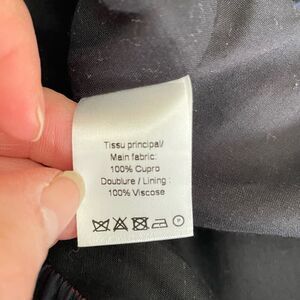 Tissu principal/
Main fabric:
100% Cupro
Doublure / Lining :
100% Viscose